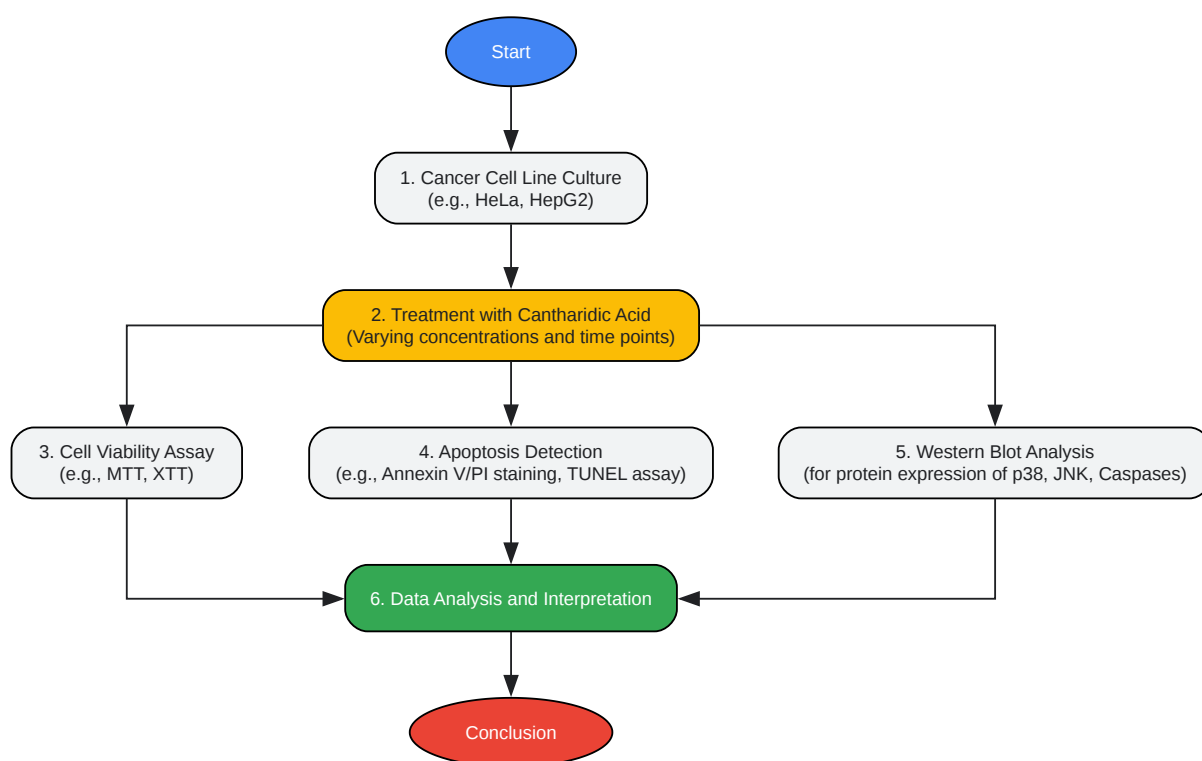 Start
1. Cancer Cell Line Culture
(e.g., HeLa, HepG2)
2. Treatment with Cantharidic Acid
(Varying concentrations and time points)
3. Cell Viability Assay
(e.g., MTT, XTT)
4. Apoptosis Detection
(e.g., Annexin V/PI staining, TUNEL assay)
5. Western Blot Analysis
(for protein expression of p38, JNK, Caspases)
6. Data Analysis and Interpretation
Conclusion